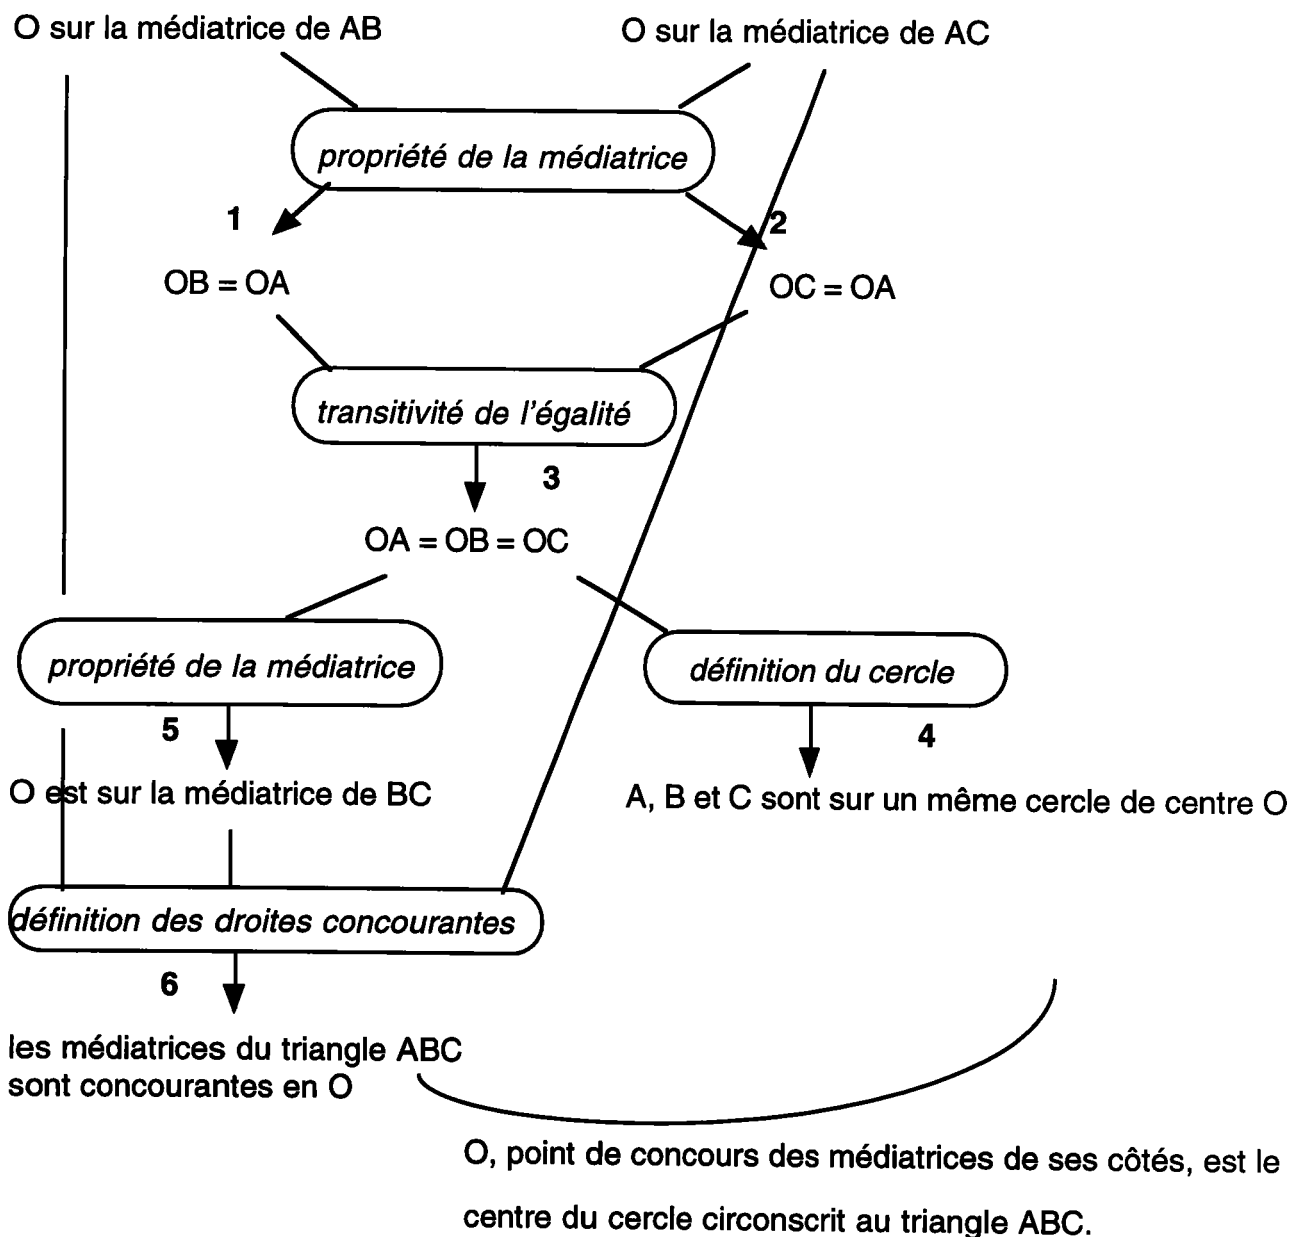 O sur la médiatrice de AB
O sur la médiatrice de AC
propriété de la médiatrice
1
2
OB = OA
OC = OA
transitivité de l'égalité
3
OA = OB = OC
propriété de la médiatrice
définition du cercle
5
4
O est sur la médiatrice de BC
A, B et C sont sur un même cercle de centre O
définition des droites concourantes
6
les médiatrices du triangle ABC
sont concourantes en O
O, point de concours des médiatrices de ses côtés, est le
centre du cercle circonscrit au triangle ABC.